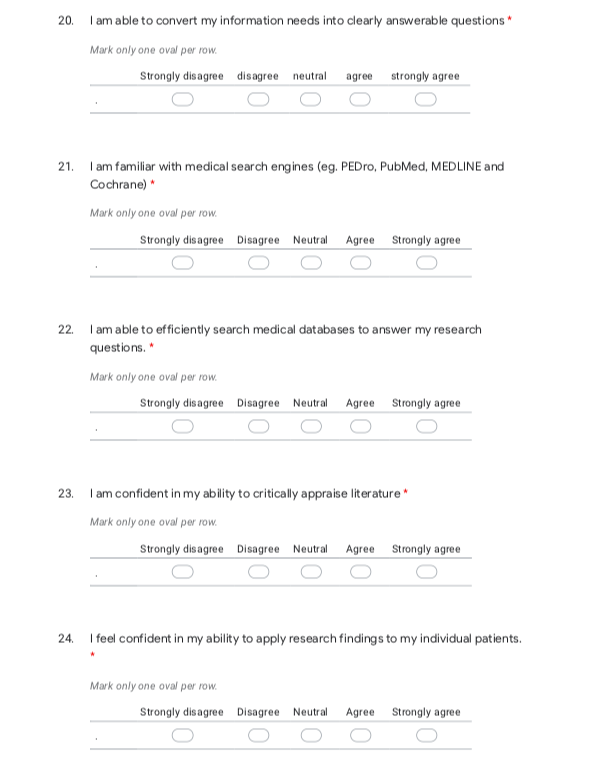 20. I am able to convert my information needs into clearly answerable questions *
Mark only one oval per row.
Strongly disagree disagree neutral agree strongly agree
.
21. I am familiar with medical search engines (eg. PEDro, PubMed, MEDLINE and
Cochrane) *
Mark only one oval per row.
Strongly disagree Disagree Neutral Agree Strongly agree
.
22. I am able to efficiently search medical databases to answer my research
questions. *
Mark only one oval per row.
Strongly disagree Disagree Neutral Agree Strongly agree
.
23. I am confident in my ability to critically appraise literature *
Mark only one oval per row.
Strongly disagree Disagree Neutral Agree Strongly agree
.
24. I feel confident in my ability to apply research findings to my individual patients.
*
Mark only one oval per row.
Strongly disagree Disagree Neutral Agree Strongly agree
.